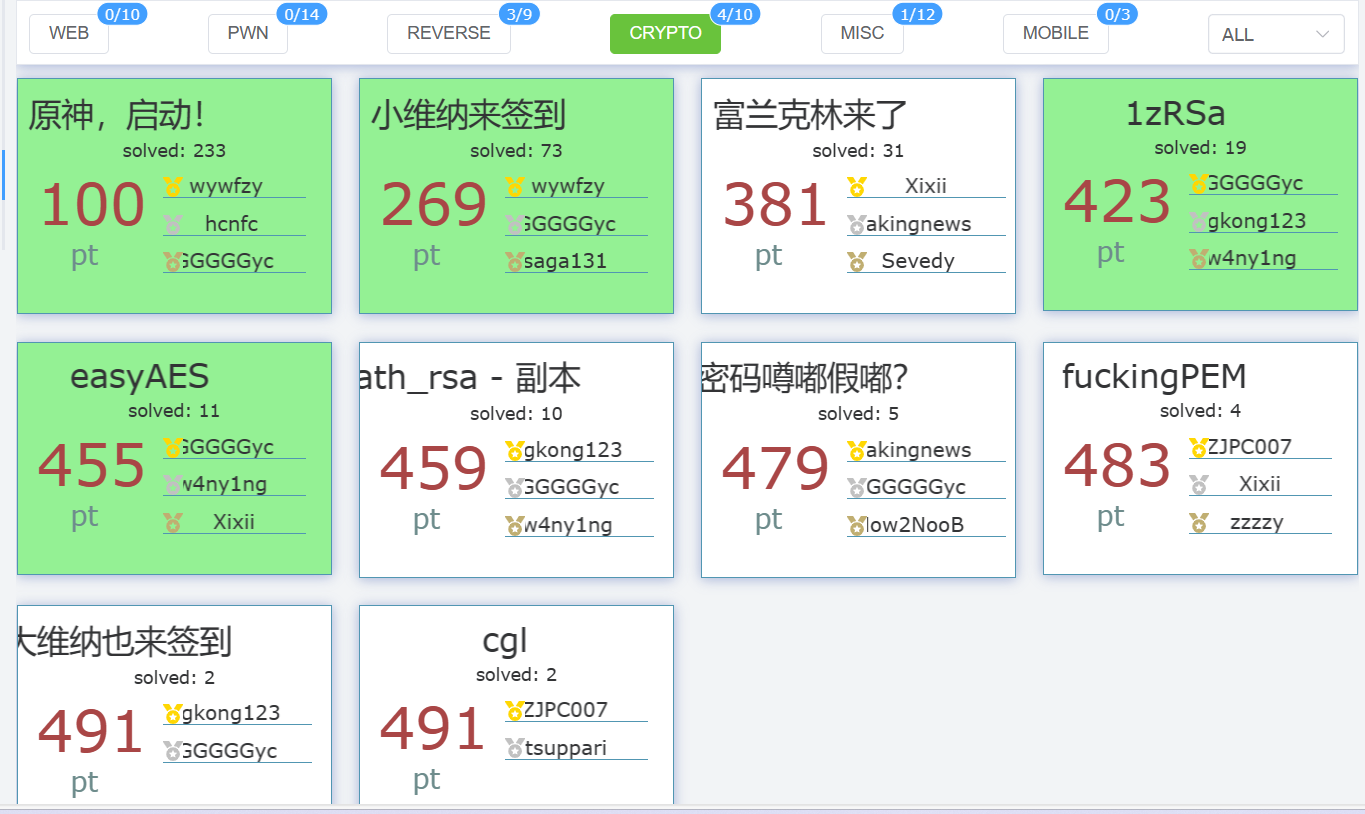 0/10 0/14 3/9 4/10 1/12 0/3
WEB PWN REVERSE CRYPTO MISC MOBILE ALL
原神，启动！
solved: 233
100
pt
wywfzy
hcnfc
GGGGGyc
小维纳来签到
solved: 73
269
pt
wywfzy
GGGGGyc
saga131
富兰克林来了
solved: 31
381
pt
Xixii
akingnews
Sevedy
1zRSa
solved: 19
423
pt
GGGGGyc
gkong123
w4ny1ng
easyAES
solved: 11
455
pt
GGGGGyc
w4ny1ng
Xixii
ath_rsa - 副本
solved: 10
459
pt
gkong123
GGGGGyc
w4ny1ng
密码噂嘟假嘟？
solved: 5
479
pt
akingnews
GGGGGyc
low2NooB
fuckingPEM
solved: 4
483
pt
ZJPC007
Xixii
zzzzy
大维纳也来签到
solved: 2
491
pt
gkong123
GGGGGyc
cgl
solved: 2
491
pt
ZJPC007
tsuppari